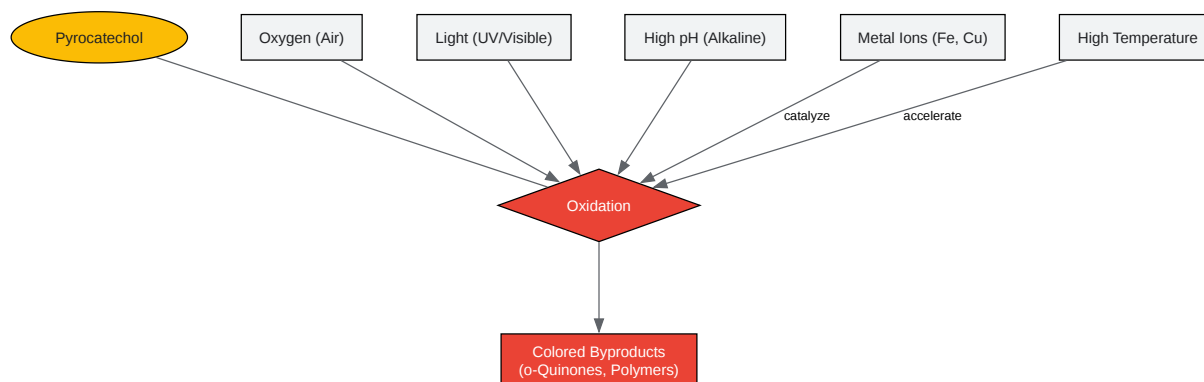 Pyrocatechol
Oxygen (Air)
Light (UV/Visible)
High pH (Alkaline)
Metal Ions (Fe, Cu)
High Temperature
catalyze
accelerate
Oxidation
Colored Byproducts
(o-Quinones, Polymers)